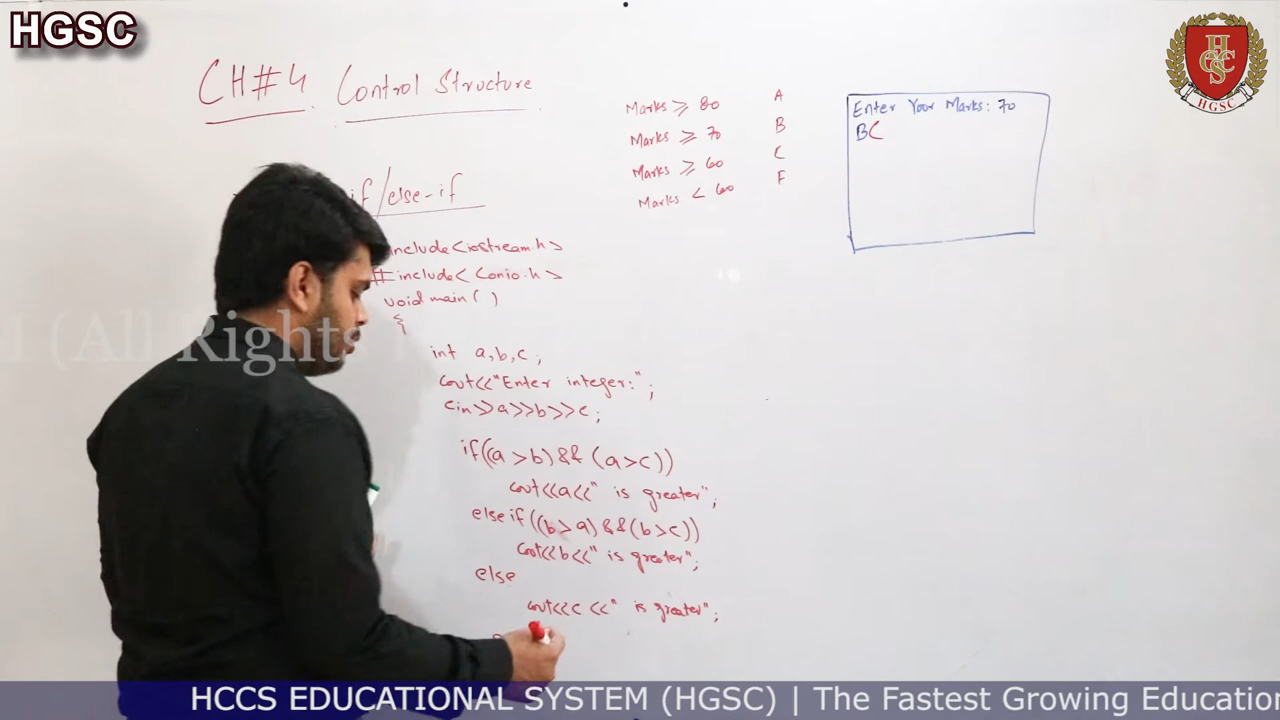 HGSC
CH#4 Control Structure
if/else-if
include<iostream.h>
#include<conio.h>
void main( )
{
int a,b,c;
cout<<"Enter integer:";
cin>>a>>b>>c;
if((a>b)&&(a>c))
cout<<a<<" is greater";
else if((b>a)&&(b>c))
cout<<b<<" is greater";
else
cout<<c<<" is greater";
Marks ≥ 80 A
Marks ≥ 70 B
Marks ≥ 60 C
Marks < 60 F
Enter Your Marks: 70
BC
HGSC
(All Rights
HCCS EDUCATIONAL SYSTEM (HGSC) | The Fastest Growing Education